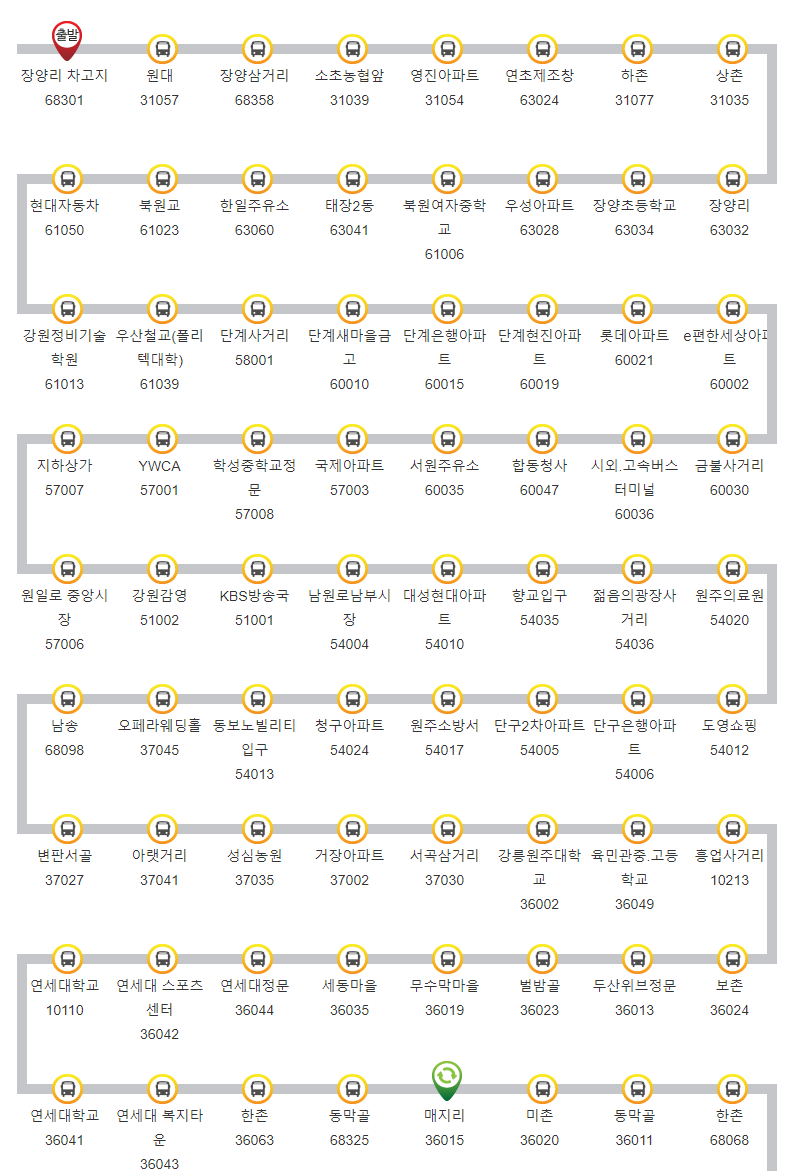 출발
장양리 차고지 원대 장양삼거리 소초농협앞 영진아파트 연초제조창 하촌 상촌
68301 31057 68358 31039 31054 63024 31077 31035
현대자동차 북원교 한일주유소 태장2동 북원여자중학 우성아파트 장양초등학교 장양리
61050 61023 63060 63041 교 63028 63034 63032
61006
강원정비기술 우산철교(폴리 단계사거리 단계새마을금 단계은행아파 단계현진아파 롯데아파트 e편한세상아파
학원 텍대학) 58001 고 트 트 60021 트
61013 61039 60010 60015 60019 60002
지하상가 YWCA 학성중학교정 국제아파트 서원주유소 합동청사 시외.고속버스 금불사거리
57007 57001 문 57003 60035 60047 터미널 60030
57008 60036
원일로 중앙시 강원감영 KBS방송국 남원로남부시 대성현대아파 향교입구 젊음의광장사 원주의료원
장 51002 51001 장 트 54035 거리 54020
57006 54004 54010 54036
남송 오페라웨딩홀 동보노빌리티 청구아파트 원주소방서 단구2차아파트 단구은행아파 도영쇼핑
68098 37045 입구 54024 54017 54005 트 54012
54013 54006
변판서골 아랫거리 성심농원 거장아파트 서곡삼거리 강릉원주대학 육민관중.고등 흥업사거리
37027 37041 37035 37002 37030 교 학교 10213
36002 36049
연세대학교 연세대 스포츠 연세대정문 세동마을 무수막마을 벌밤골 두산위브정문 보촌
10110 센터 36044 36035 36019 36023 36013 36024
36042
연세대학교 연세대 복지타 한촌 동막골 매지리 미촌 동막골 한촌
36041 운 36063 68325 36015 36020 36011 68068
36043